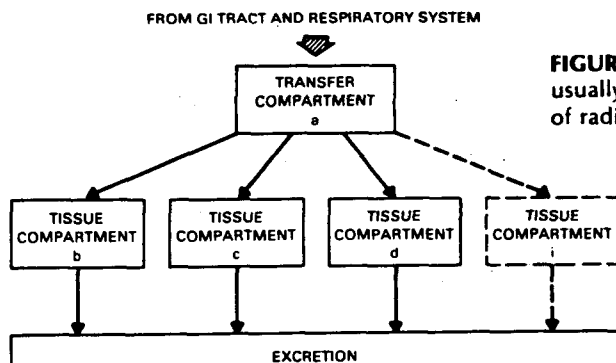 FROM GI TRACT AND RESPIRATORY SYSTEM
TRANSFER
COMPARTMENT
a
FIGUR
usually
of radi
TISSUE
COMPARTMENT
b
TISSUE
COMPARTMENT
c
TISSUE
COMPARTMENT
d
TISSUE
COMPARTMENT
i
EXCRETION